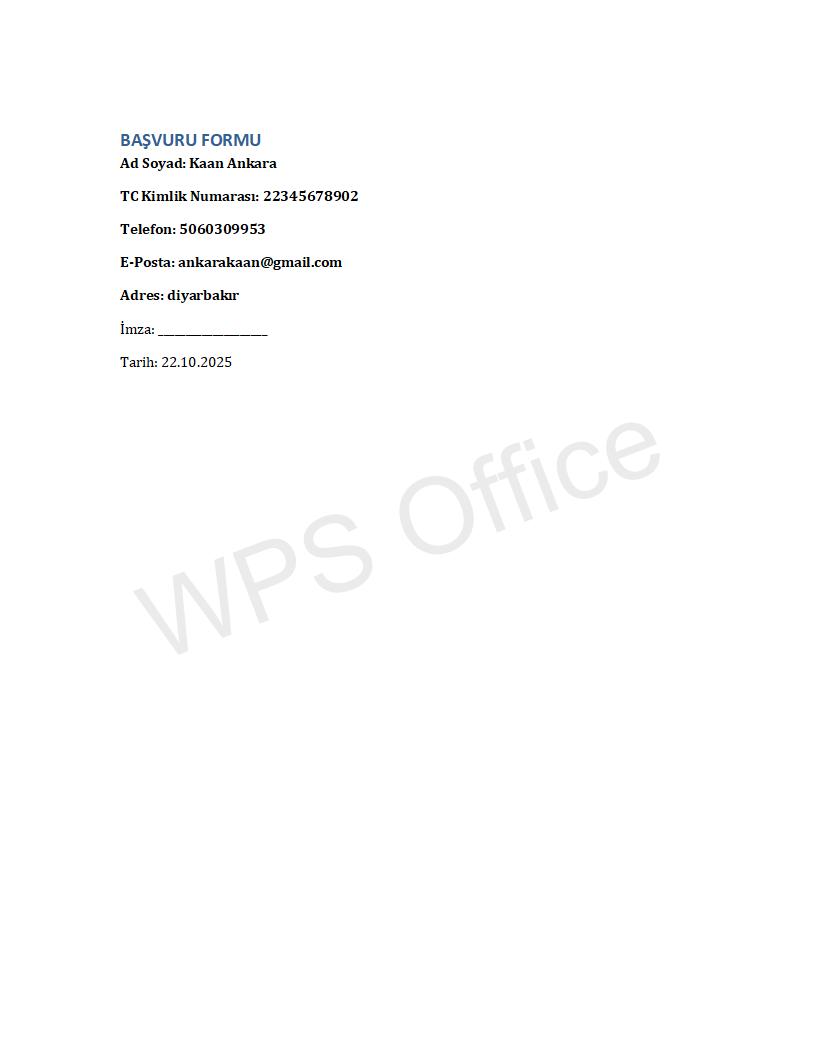 BAŞVURU FORMU
Ad Soyad: Kaan Ankara
TC Kimlik Numarası: 22345678902
Telefon: 5060309953
E-Posta: ankarakaan@gmail.com
Adres: diyarbakır
İmza: ____________________
Tarih: 22.10.2025
WPS Office